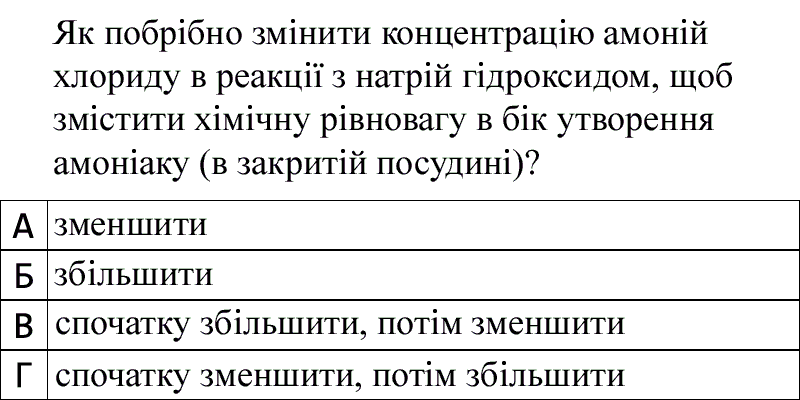 Як побрібно змінити концентрацію амоній
хлориду в реакції з натрій гідроксидом, щоб
змістити хімічну рівновагу в бік утворення
амоніаку (в закритій посудині)?
А зменшити
Б збільшити
В спочатку збільшити, потім зменшити
Г спочатку зменшити, потім збільшити